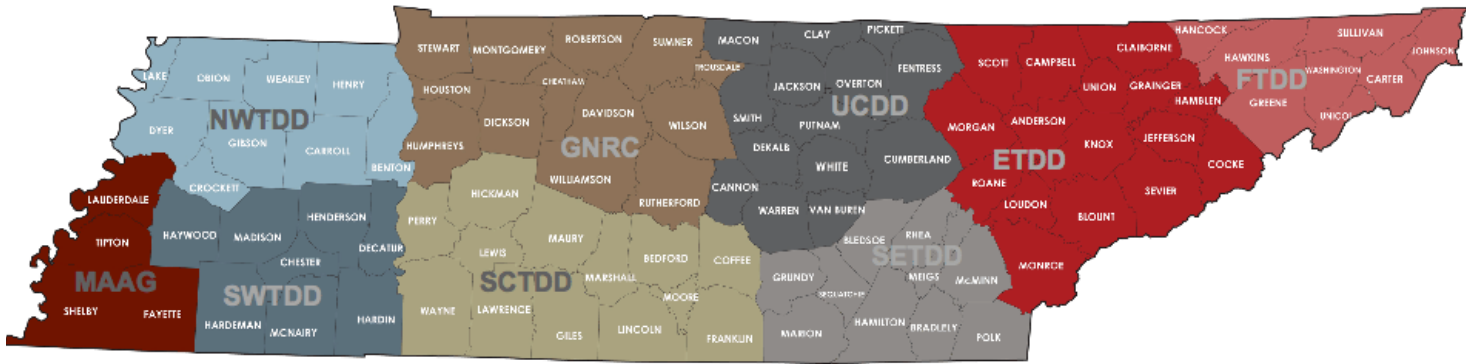 LAKE
OBION
WEAKLEY
HENRY
DYER
NWTDD
GIBSON
CARROLL
BENTON
CROCKETT
LAUDERDALE
TIPTON
MAAG
SHELBY
FAYETTE
HAYWOOD
MADISON
HENDERSON
DECATUR
CHESTER
SWTDD
HARDEMAN
MCNAIRY
HARDIN
STEWART
MONTGOMERY
ROBERTSON
SUMNER
TROUSDALE
HOUSTON
CHEATHAM
DICKSON
DAVIDSON
WILSON
HUMPHREYS
GNRC
WILLIAMSON
RUTHERFORD
HICKMAN
PERRY
LEWIS
MAURY
BEDFORD
COFFEE
SCTDD
MARSHALL
MOORE
WAYNE
LAWRENCE
GILES
LINCOLN
FRANKLIN
MACON
CLAY
PICKETT
FENTRESS
JACKSON
OVERTON
UCDD
SMITH
PUTNAM
DEKALB
WHITE
CUMBERLAND
CANNON
WARREN
VAN BUREN
BLEDSOE
RHEA
SETDD
GRUNDY
SEQUATCHIE
MEIGS
McMINN
MARION
HAMILTON
BRADLELY
POLK
SCOTT
CAMPBELL
CLAIBORNE
UNION
GRAINGER
HAMBLEN
MORGAN
ANDERSON
KNOX
JEFFERSON
ETDD
COCKE
ROANE
LOUDON
BLOUNT
SEVIER
MONROE
HANCOCK
HAWKINS
SULLIVAN
JOHNSON
FTDD
WASHINGTON
CARTER
GREENE
UNICOI